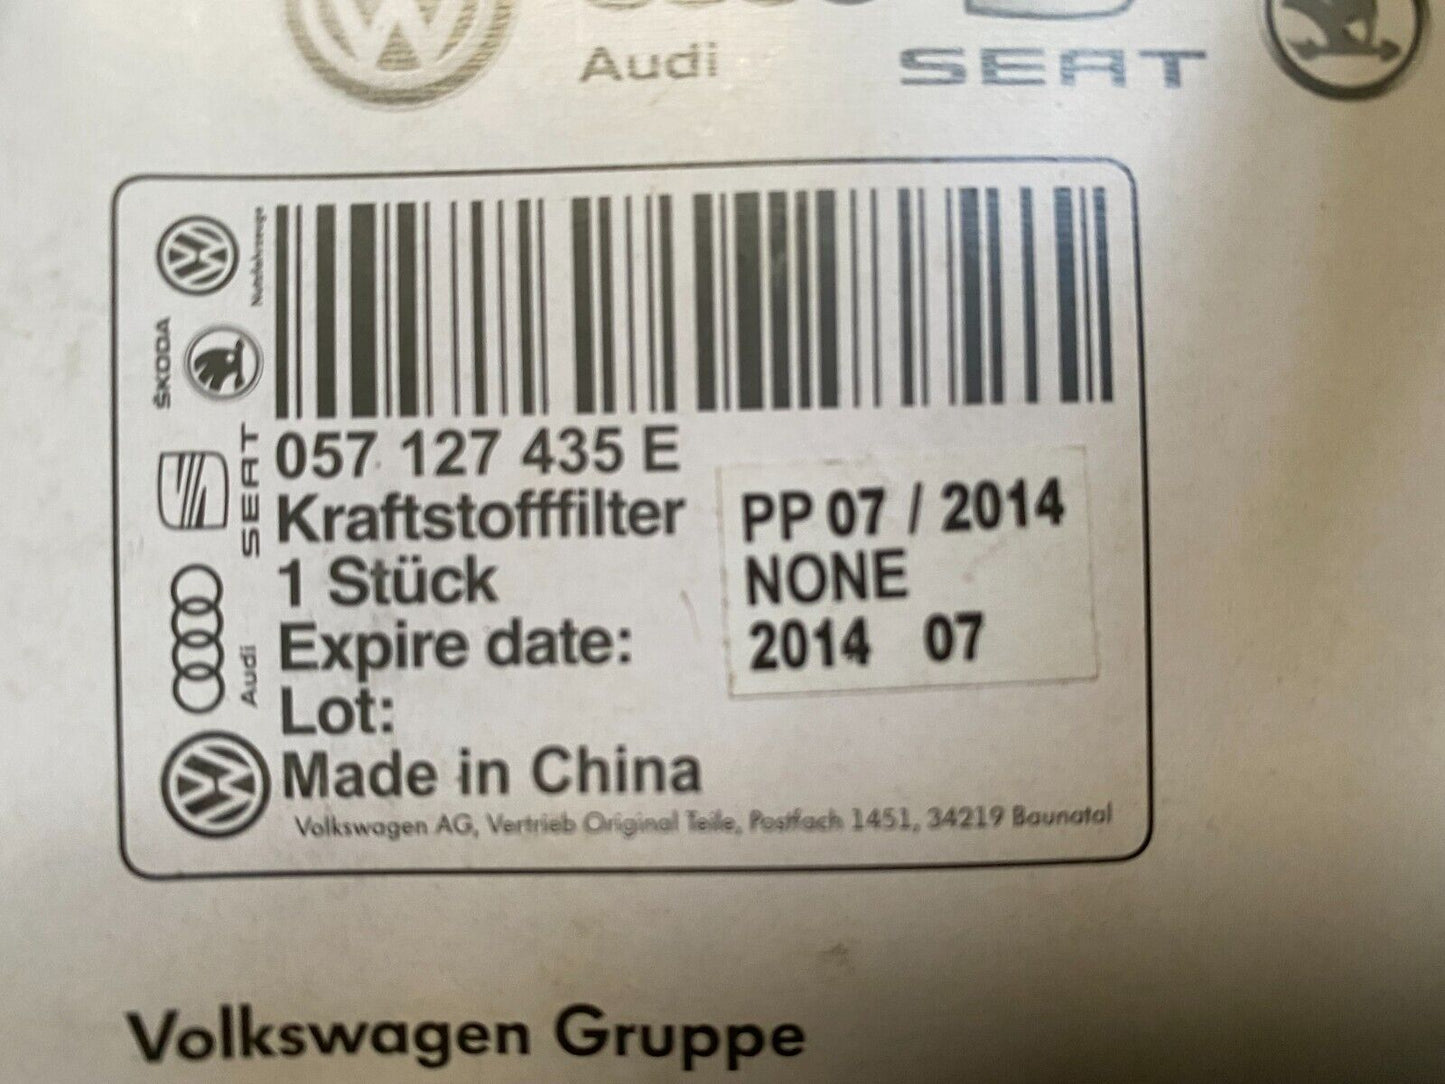 Audi SEAT
Nutzfahrzeuge
ŠKODA
SEAT
Audi
057 127 435 E
Kraftstofffilter
1 Stück
Expire date:
Lot:
Made in China
PP 07 / 2014
NONE
2014 07
Volkswagen AG, Vertrieb Original Teile, Postfach 1451, 34219 Baunatal
Volkswagen Gruppe